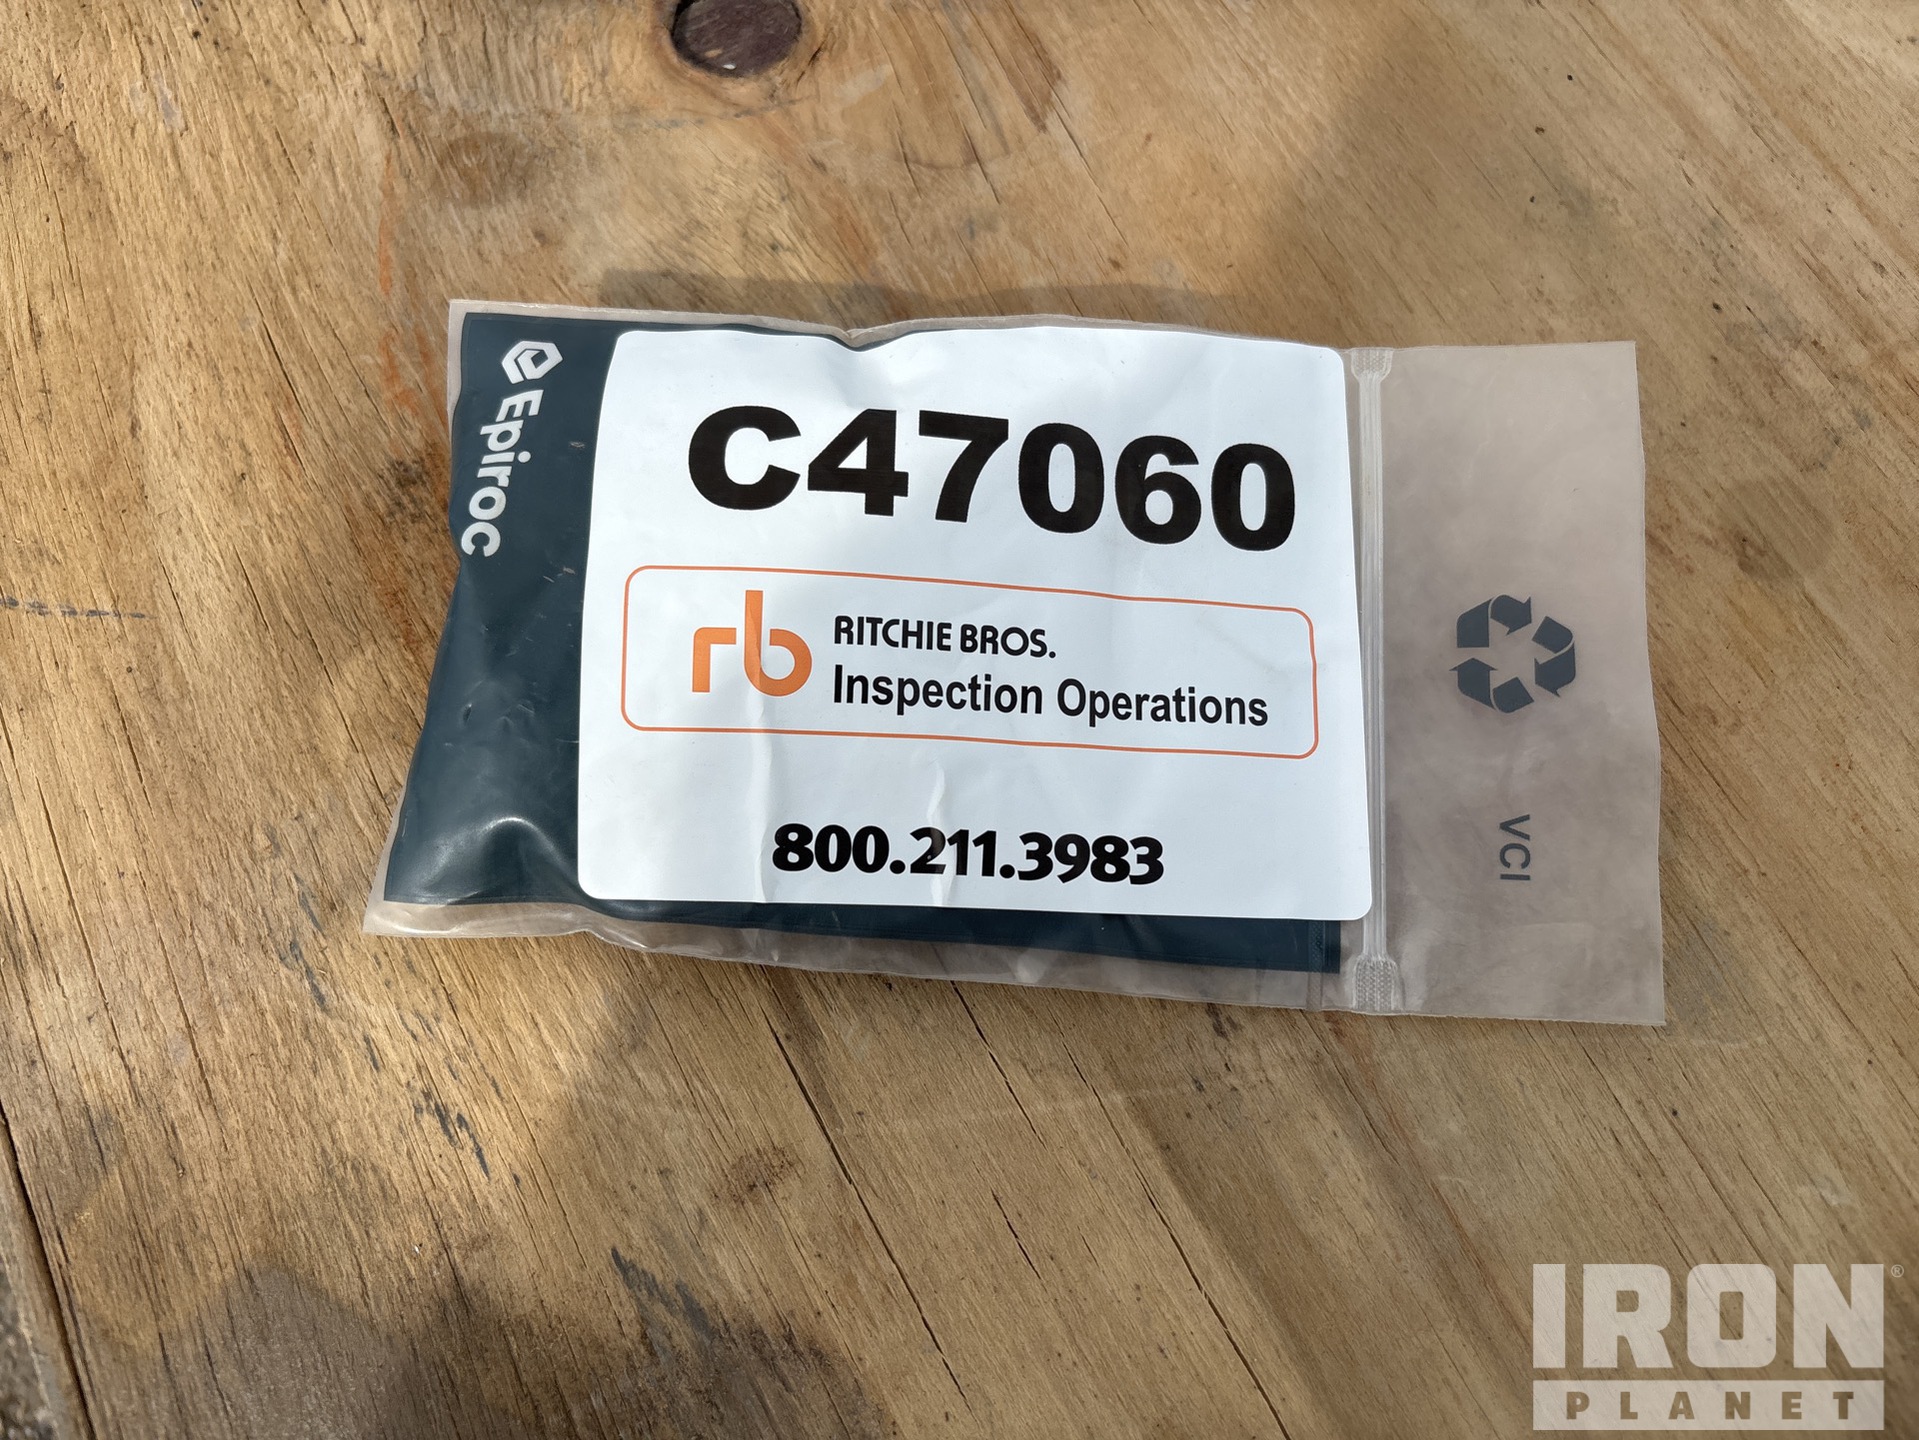 Epiroc
C47060
rb
RITCHIE BROS.
Inspection Operations
800.211.3983
VCI
IRON®
PLANET